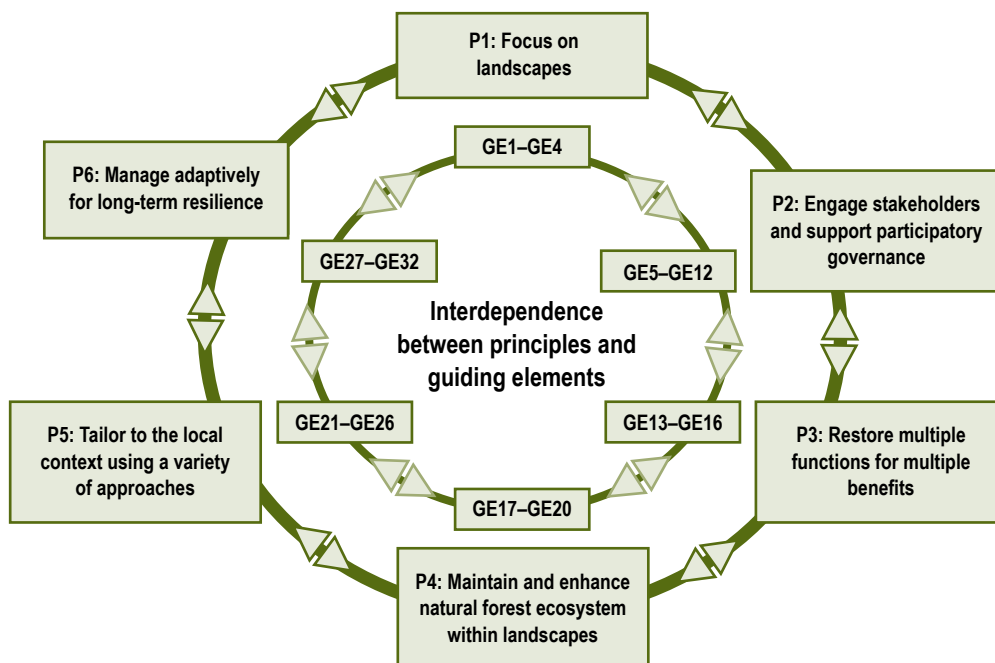 P1: Focus on
landscapes
P6: Manage adaptively
for long-term resilience
P2: Engage stakeholders
and support participatory
governance
GE1–GE4
GE27–GE32
GE5–GE12
Interdependence
between principles and
guiding elements
GE21–GE26
GE13–GE16
GE17–GE20
P5: Tailor to the local
context using a variety
of approaches
P3: Restore multiple
functions for multiple
benefits
P4: Maintain and enhance
natural forest ecosystem
within landscapes